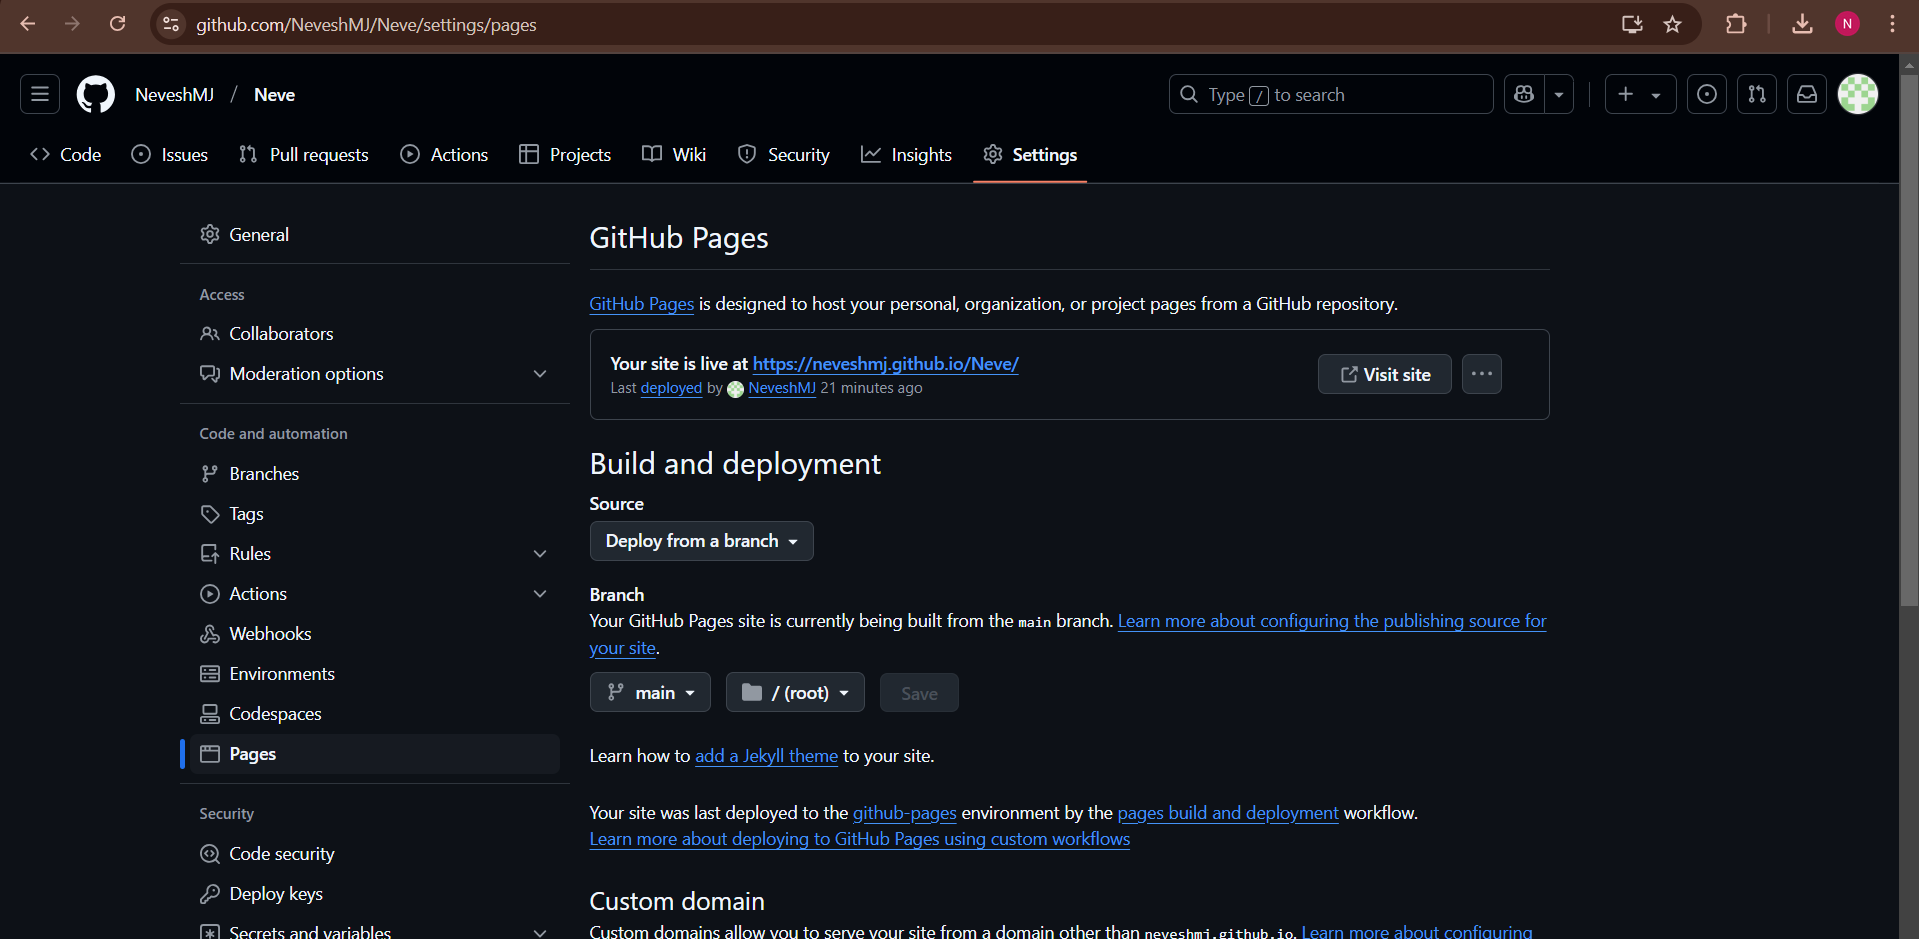 github.com/NeveshMJ/Neve/settings/pages
N
NeveshMJ / Neve
Type / to search
Code
Issues
Pull requests
Actions
Projects
Wiki
Security
Insights
Settings
General
Access
Collaborators
Moderation options
Code and automation
Branches
Tags
Rules
Actions
Webhooks
Environments
Codespaces
Pages
Security
Code security
Deploy keys
Secrets and variables
GitHub Pages
GitHub Pages is designed to host your personal, organization, or project pages from a GitHub repository.
Your site is live at https://neveshmj.github.io/Neve/
Last deployed by NeveshMJ 21 minutes ago
Visit site
Build and deployment
Source
Deploy from a branch
Branch
Your GitHub Pages site is currently being built from the main branch. Learn more about configuring the publishing source for
your site.
main
/ (root)
Save
Learn how to add a Jekyll theme to your site.
Your site was last deployed to the github-pages environment by the pages build and deployment workflow.
Learn more about deploying to GitHub Pages using custom workflows
Custom domain
Custom domains allow you to serve your site from a domain other than neveshmj.github.io. Learn more about configuring